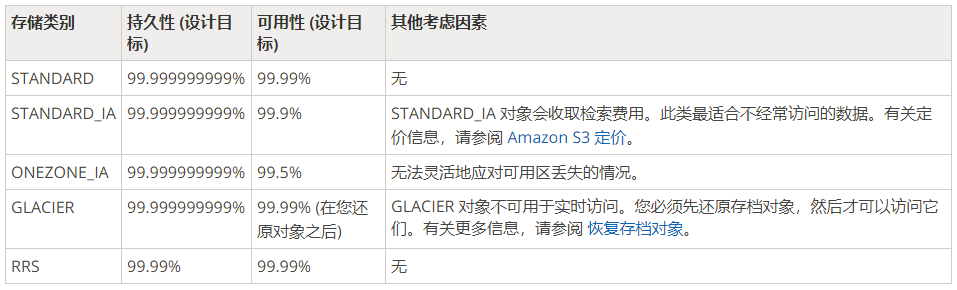 存储类别 持久性 (设计目标) 可用性 (设计目标) 其他考虑因素
STANDARD 99.999999999% 99.99% 无
STANDARD_IA 99.999999999% 99.9% STANDARD_IA 对象会收取检索费用。此类最适合不经常访问的数据。有关定
价信息，请参阅 Amazon S3 定价。
ONEZONE_IA 99.999999999% 99.5% 无法灵活地应对可用区丢失的情况。
GLACIER 99.999999999% 99.99% (在您还原对象之后) GLACIER 对象不可用于实时访问。您必须先还原存档对象，然后才可以访问它
们。有关更多信息，请参阅 恢复存档对象。
RRS 99.99% 99.99% 无